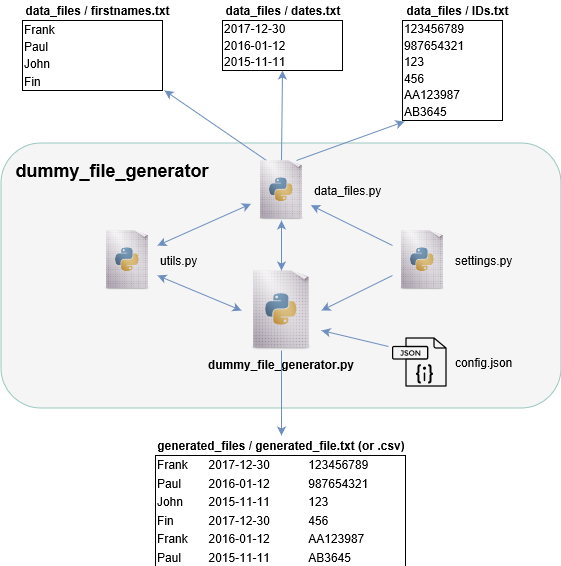 data_files / firstnames.txt
data_files / dates.txt
data_files / IDs.txt
Frank
Paul
John
Fin
2017-12-30
2016-01-12
2015-11-11
123456789
987654321
123
456
AA123987
AB3645
dummy_file_generator
data_files.py
utils.py
settings.py
dummy_file_generator.py
JSON
{i}
config.json
generated_files / generated_file.txt (or .csv)
Frank 2017-12-30 123456789
Paul 2016-01-12 987654321
John 2015-11-11 123
Fin 2017-12-30 456
Frank 2016-01-12 AA123987
Paul 2015-11-11 AB3645